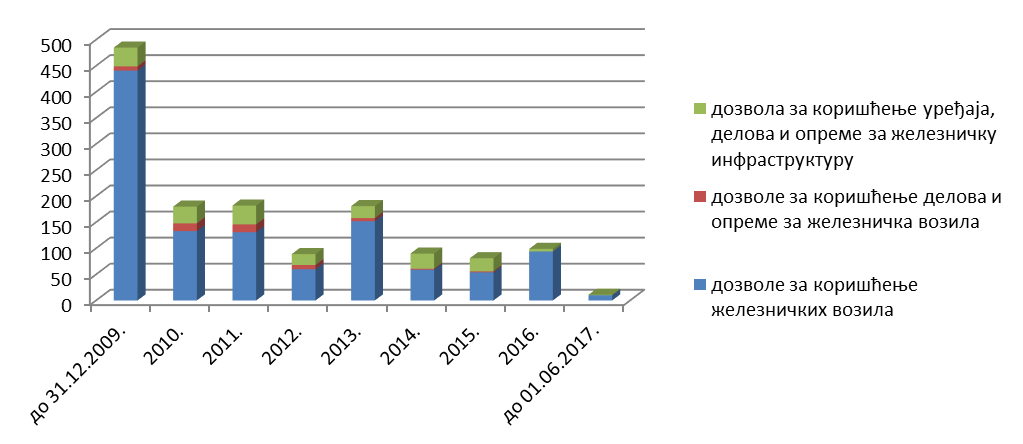 500
450
400
350
300
250
200
150
100
50
0
до 31.12.2009.
2010.
2011.
2012.
2013.
2014.
2015.
2016.
до 01.06.2017.
дозвола за коришћење уређаја,
делова и опреме за железничку
инфраструктуру
дозволе за коришћење делова и
опреме за железничка возила
дозволе за коришћење
железничких возила